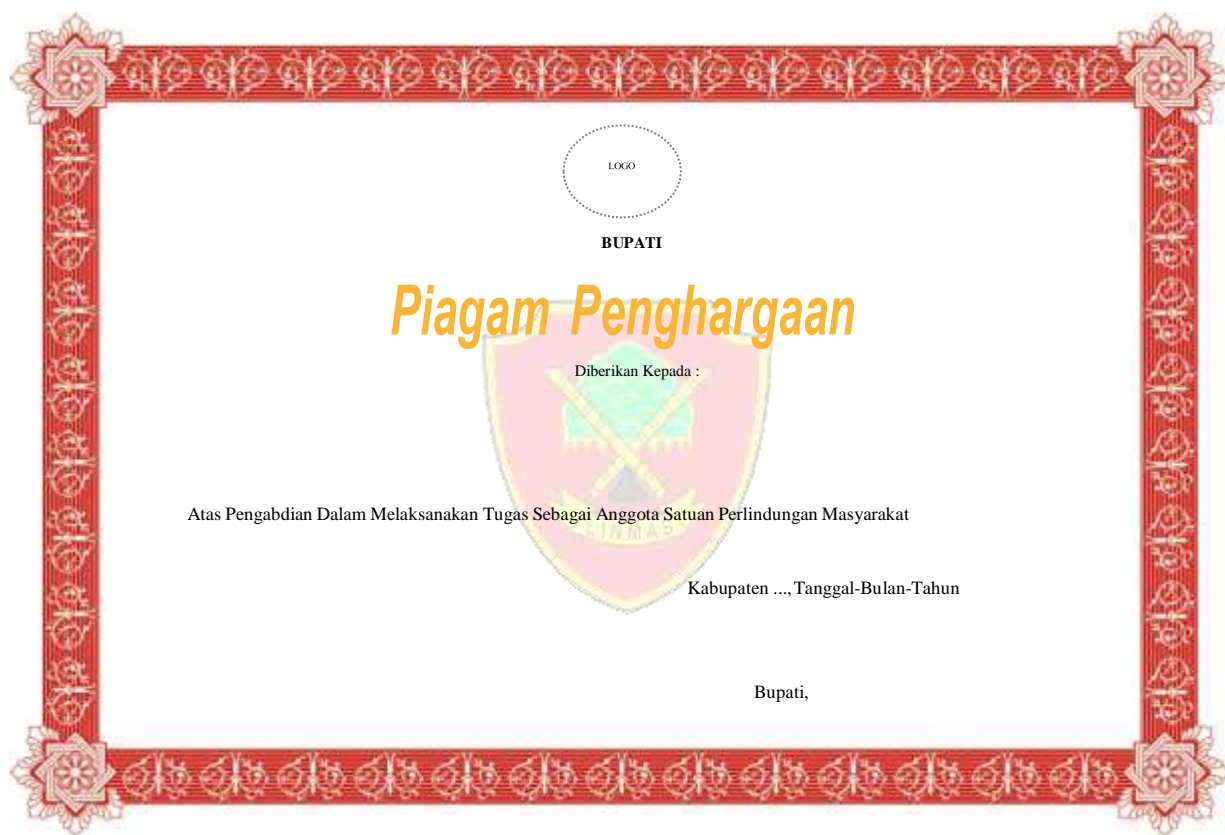 LOGO
BUPATI
Piagam Penghargaan
Diberikan Kepada :
Atas Pengabdian Dalam Melaksanakan Tugas Sebagai Anggota Satuan Perlindungan Masyarakat
LINMAS
Kabupaten ..., Tanggal-Bulan-Tahun
Bupati,